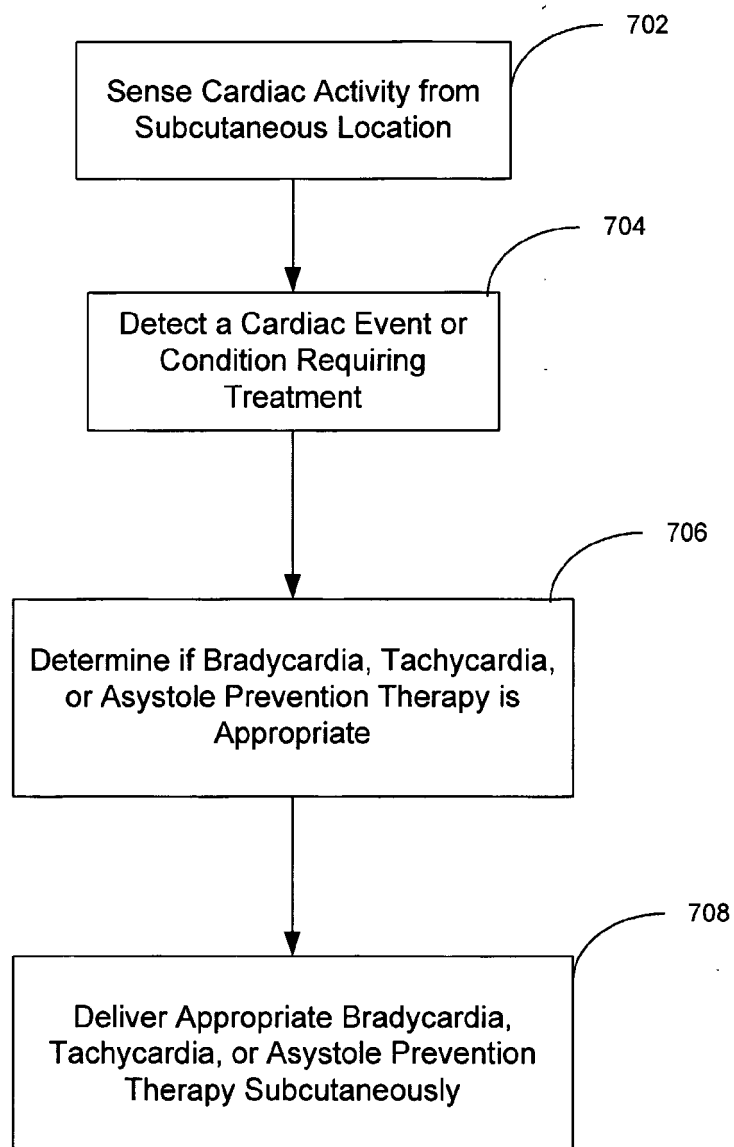 702
Sense Cardiac Activity from
Subcutaneous Location
704
Detect a Cardiac Event or
Condition Requiring
Treatment
706
Determine if Bradycardia, Tachycardia,
or Asystole Prevention Therapy is
Appropriate
708
Deliver Appropriate Bradycardia,
Tachycardia, or Asystole Prevention
Therapy Subcutaneously